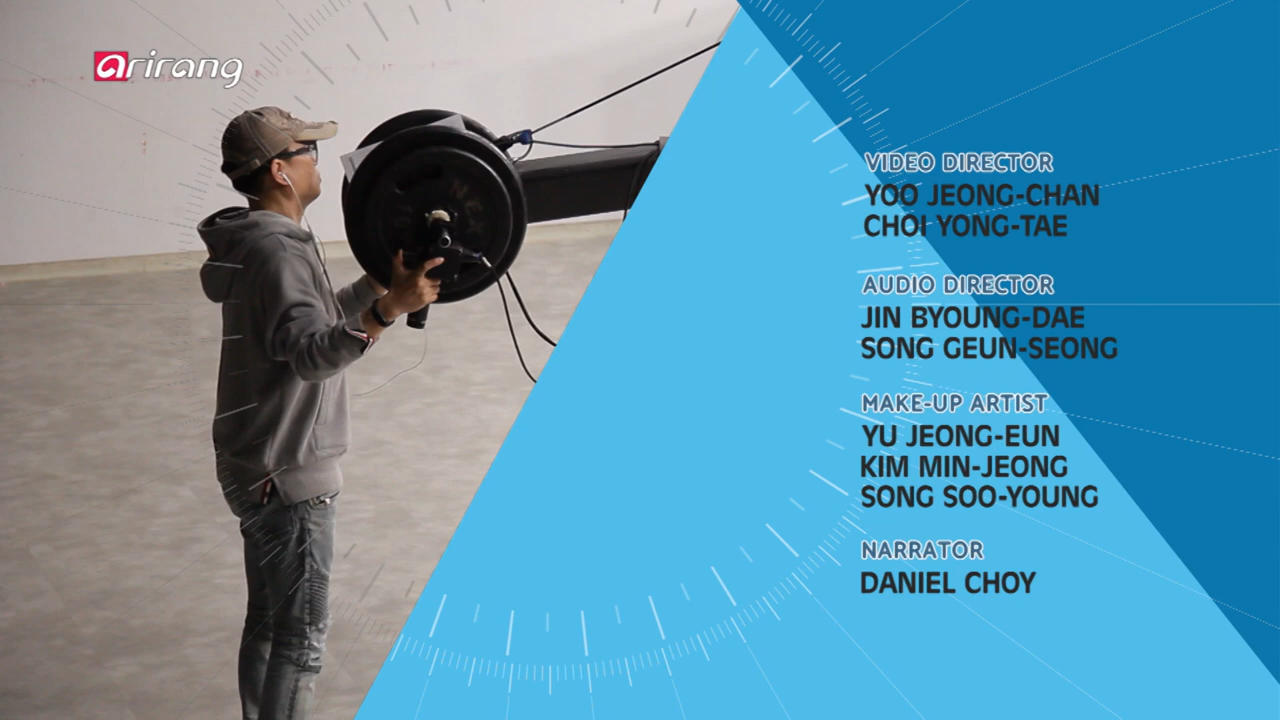 arirang
VIDEO DIRECTOR
YOO JEONG-CHAN
CHOI YONG-TAE
AUDIO DIRECTOR
JIN BYOUNG-DAE
SONG GEUN-SEONG
MAKE-UP ARTIST
YU JEONG-EUN
KIM MIN-JEONG
SONG SOO-YOUNG
NARRATOR
DANIEL CHOY